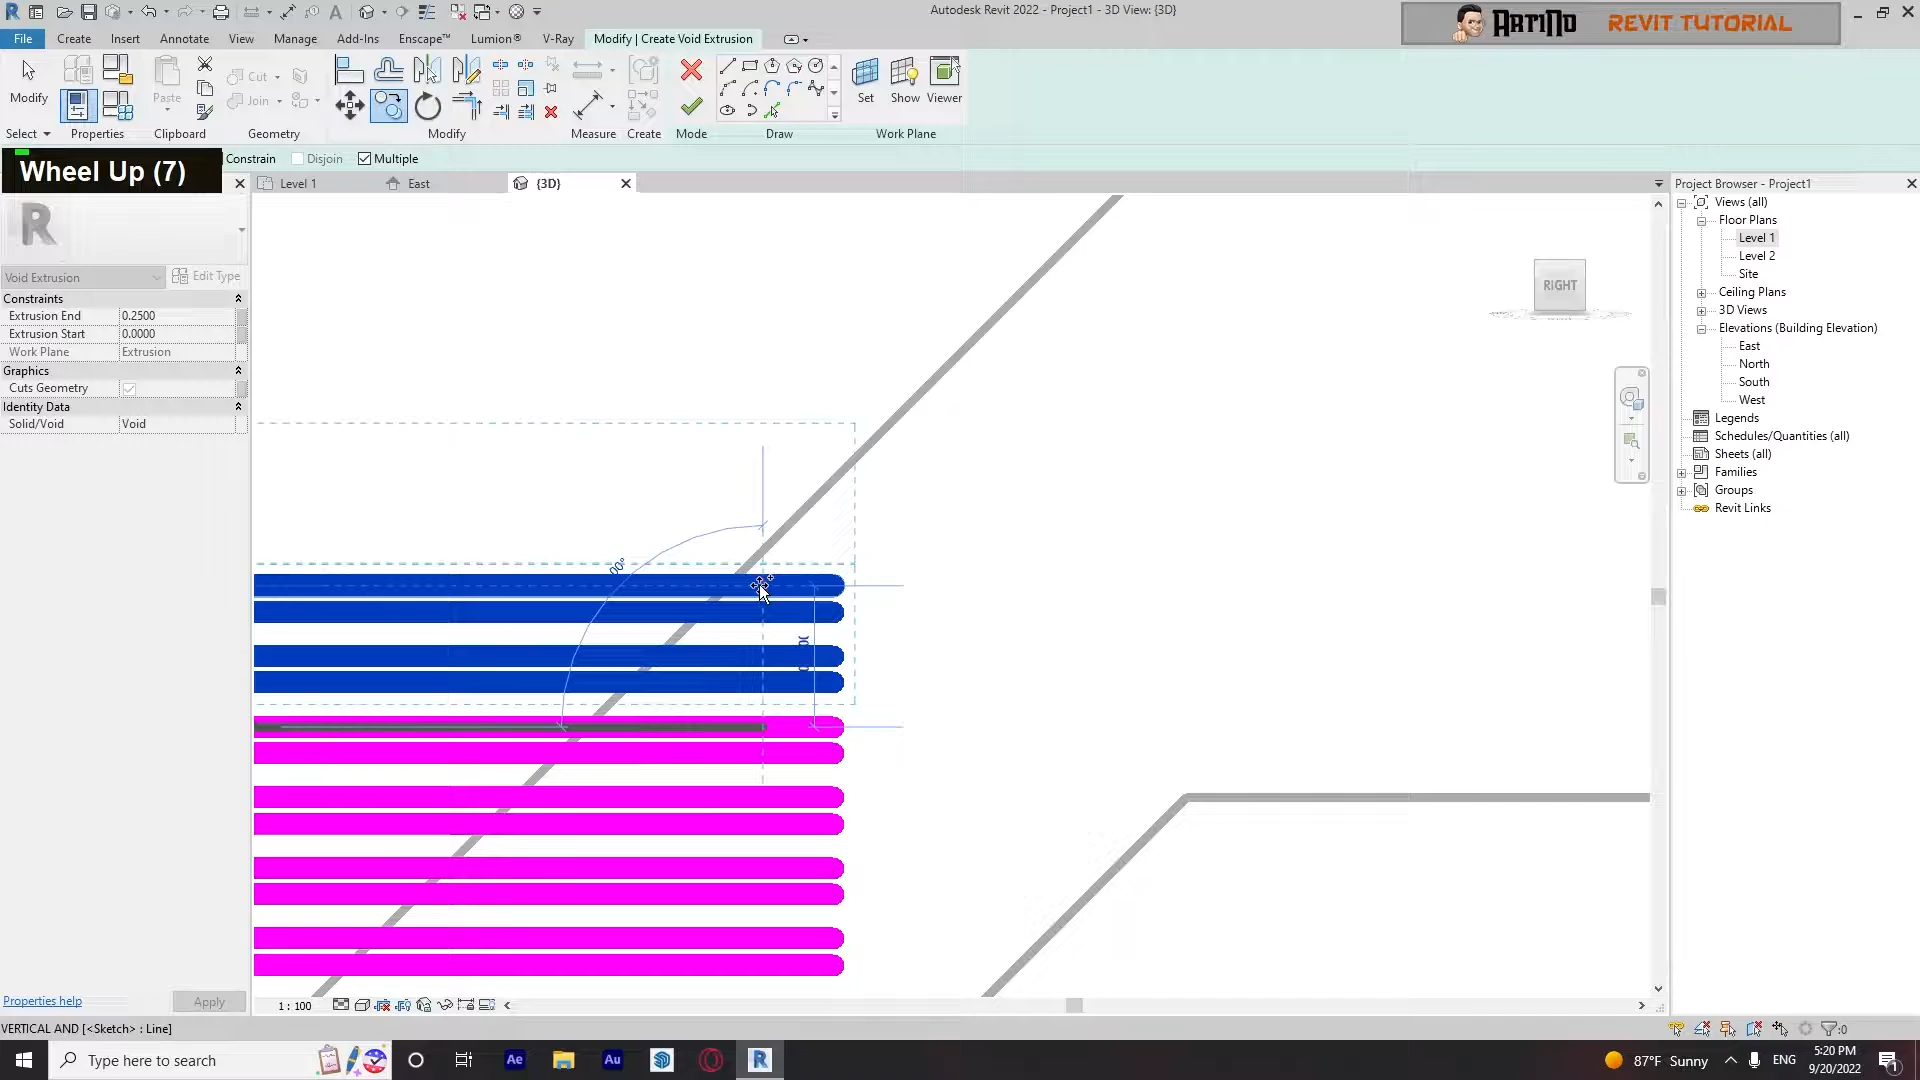 Autodesk Revit 2022 - Project1 - 3D View: {3D}
ARTINO REVIT TUTORIAL
File Create Insert Annotate View Manage Add-Ins Enscape™ Lumion® V-Ray Modify | Create Void Extrusion
Modify Paste Cut Join Set Show Viewer
Select Properties Clipboard Geometry Modify Measure Create Mode Draw Work Plane
Wheel Up (7)
Constrain Disjoin Multiple
Level 1 East {3D}
Project Browser - Project1
Views (all)
Floor Plans
Level 1
Level 2
Site
Ceiling Plans
3D Views
Elevations (Building Elevation)
East
North
South
West
Legends
Schedules/Quantities (all)
Sheets (all)
Families
Groups
Revit Links
R
Void Extrusion Edit Type
Constraints
Extrusion End 0.2500
Extrusion Start 0.0000
Work Plane Extrusion
Graphics
Cuts Geometry
Identity Data
Solid/Void Void
RIGHT
Properties help Apply
1 : 100
VERTICAL AND [<Sketch> : Line]
:0
Type here to search
Ae Au R
87°F Sunny ENG
5:20 PM
9/20/2022
1